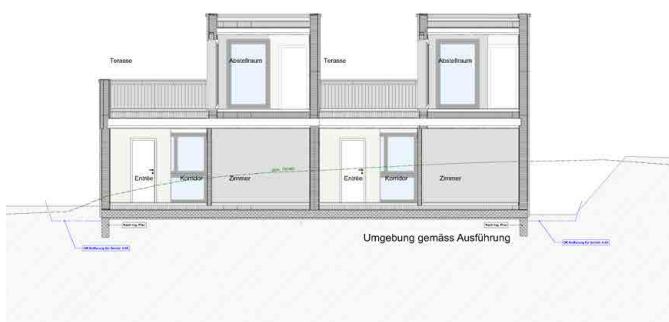 Terasse
Abstellraum
Terasse
Abstellraum
Entrée
Korridor
Zimmer
Entrée
Korridor
Zimmer
Umgebung gemäss Ausführung